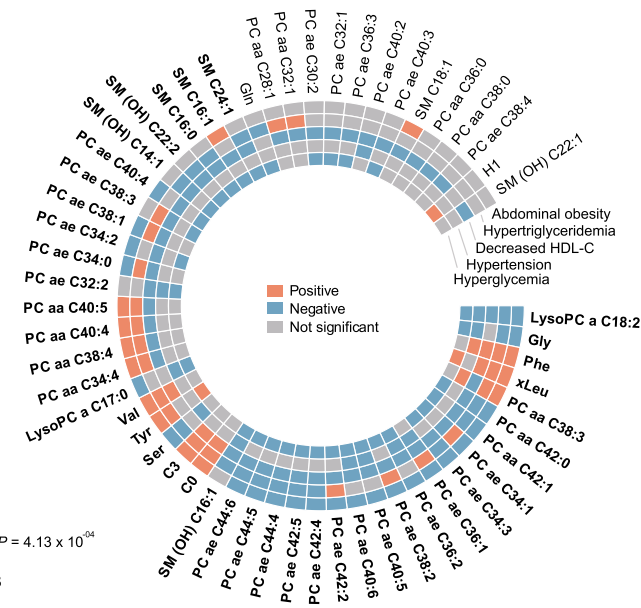 SM (OH) C22:1
H1
PC ae C38:4
PC aa C38:0
PC aa C36:0
SM C18:1
PC ae C40:3
PC ae C40:2
PC ae C36:3
PC ae C32:1
PC ae C30:2
PC aa C32:1
PC aa C28:1
Gln
SM C24:1
SM C16:1
SM C16:0
SM (OH) C22:2
SM (OH) C14:1
PC ae C40:4
PC ae C38:3
PC ae C38:1
PC ae C34:2
PC ae C34:0
PC ae C32:2
PC aa C40:5
PC aa C40:4
PC aa C38:4
PC aa C34:4
LysoPC a C17:0
Val
Tyr
Ser
C3
C0
SM (OH) C16:1
PC ae C44:6
PC ae C44:5
PC ae C44:4
PC ae C42:5
PC ae C42:4
PC ae C42:2
PC ae C40:6
PC ae C40:5
PC ae C38:2
PC ae C36:2
PC ae C36:1
PC ae C34:3
PC ae C34:1
PC aa C42:1
PC aa C42:0
PC aa C38:3
xLeu
Phe
Gly
LysoPC a C18:2
Abdominal obesity
Hypertriglyceridemia
Decreased HDL-C
Hypertension
Hyperglycemia
Positive
Negative
Not significant
P = 4.13 x 10⁻⁰⁴